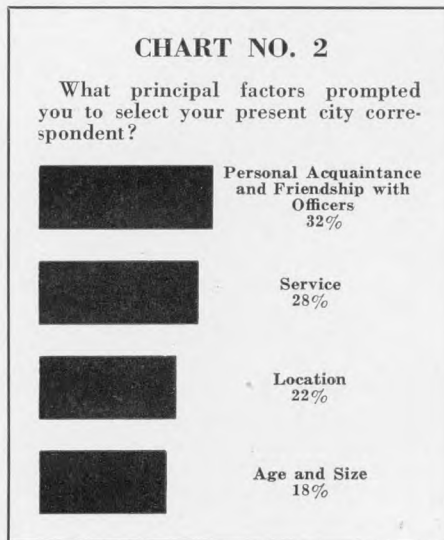 CHART NO. 2
What principal factors prompted
you to select your present city corre-
spondent?
Personal Acquaintance
and Friendship with
Officers
32%
Service
28%
Location
22%
Age and Size
18%